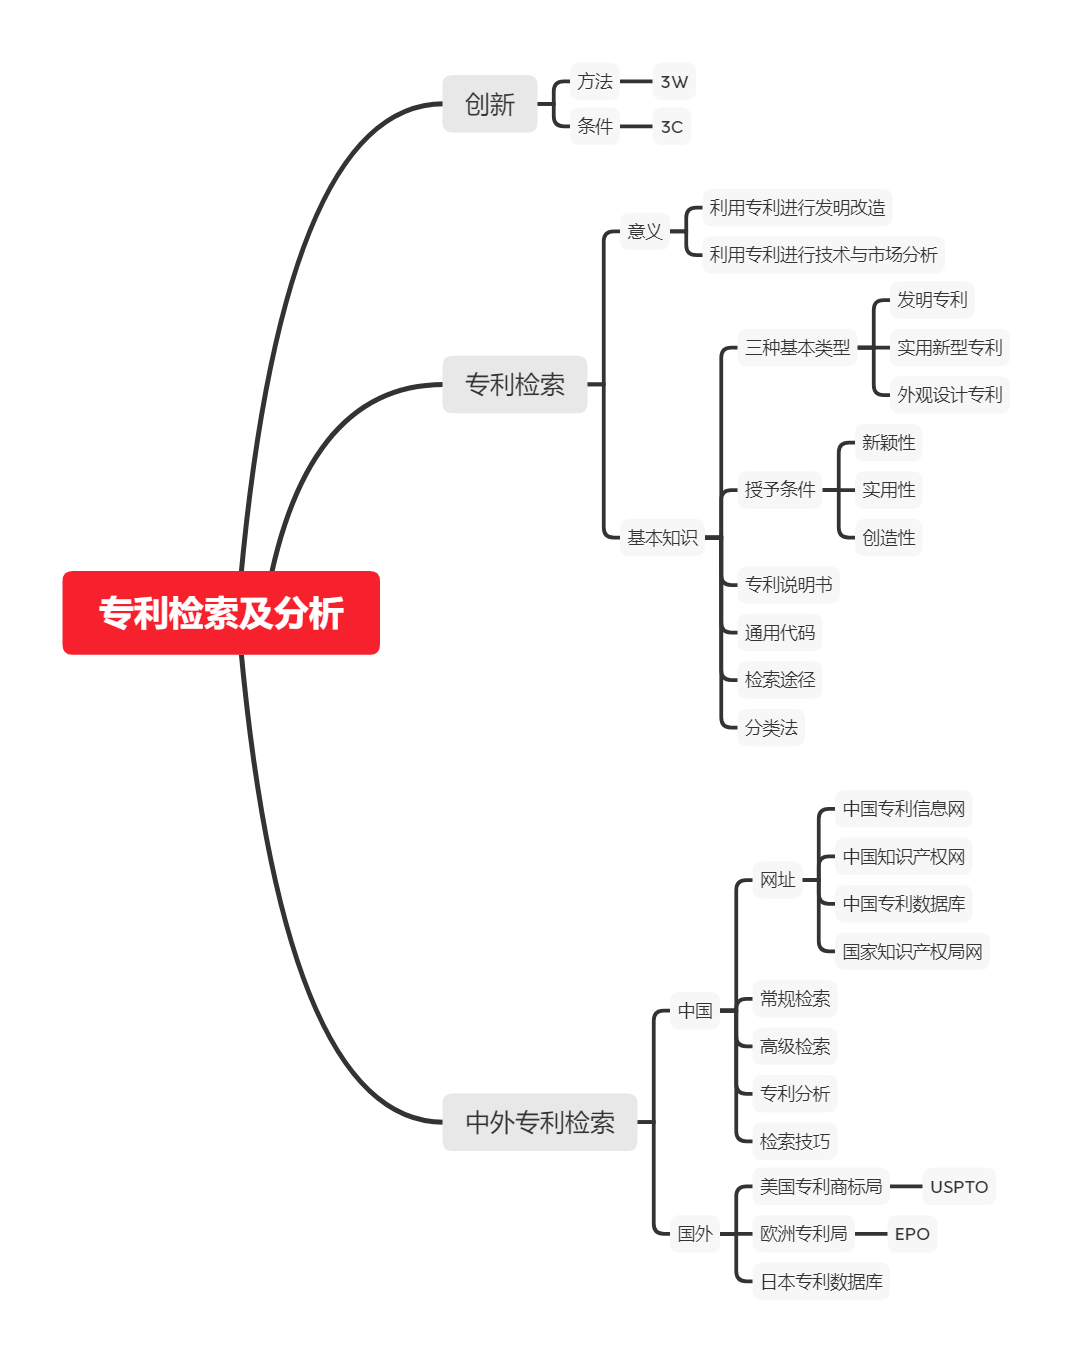 专利检索及分析
创新
方法
3W
条件
3C
专利检索
意义
利用专利进行发明改造
利用专利进行技术与市场分析
基本知识
三种基本类型
发明专利
实用新型专利
外观设计专利
授予条件
新颖性
实用性
创造性
专利说明书
通用代码
检索途径
分类法
中外专利检索
中国
网址
中国专利信息网
中国知识产权网
中国专利数据库
国家知识产权局网
常规检索
高级检索
专利分析
检索技巧
国外
美国专利商标局
USPTO
欧洲专利局
EPO
日本专利数据库